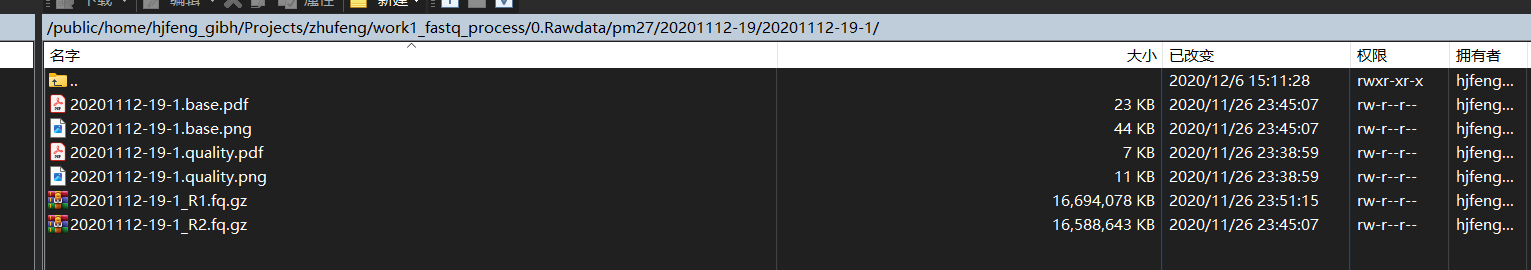 下载 编辑 属性 新建
/public/home/hjfeng_gibh/Projects/zhufeng/work1_fastq_process/0.Rawdata/pm27/20201112-19/20201112-19-1/
名字 大小 已改变 权限 拥有者
.. 2020/12/6 15:11:28 rwxr-xr-x hjfeng...
20201112-19-1.base.pdf 23 KB 2020/11/26 23:45:07 rw-r--r-- hjfeng...
20201112-19-1.base.png 44 KB 2020/11/26 23:45:07 rw-r--r-- hjfeng...
20201112-19-1.quality.pdf 7 KB 2020/11/26 23:38:59 rw-r--r-- hjfeng...
20201112-19-1.quality.png 11 KB 2020/11/26 23:38:59 rw-r--r-- hjfeng...
20201112-19-1_R1.fq.gz 16,694,078 KB 2020/11/26 23:51:15 rw-r--r-- hjfeng...
20201112-19-1_R2.fq.gz 16,588,643 KB 2020/11/26 23:45:07 rw-r--r-- hjfeng...